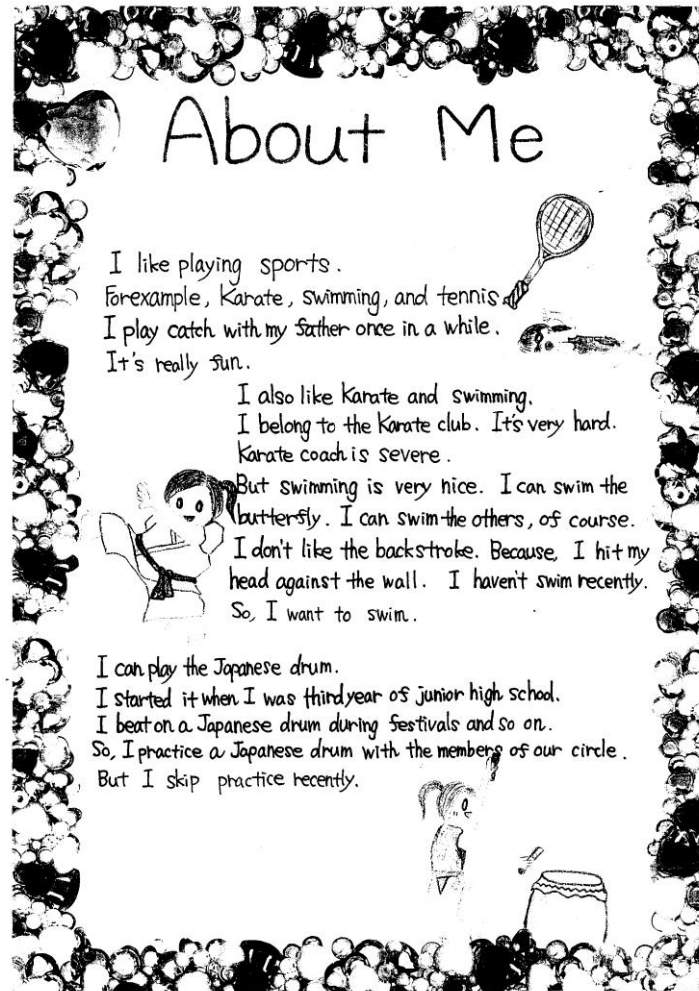 About Me
I like playing sports.
Forexample, Karate, swimming, and tennis
I play catch with my father once in a while.
It's really fun.
I also like Karate and swimming.
I belong to the Karate club. It's very hard.
Karate coach is severe.
But swimming is very nice. I can swim the
butterfly. I can swim the others, of course.
I don't like the backstroke. Because, I hit my
head against the wall. I haven't swim recently.
So, I want to swim.
I can play the Japanese drum.
I started it when I was third year of junior high school.
I beat on a Japanese drum during festivals and so on.
So, I practice a Japanese drum with the members of our circle.
But I skip practice recently.